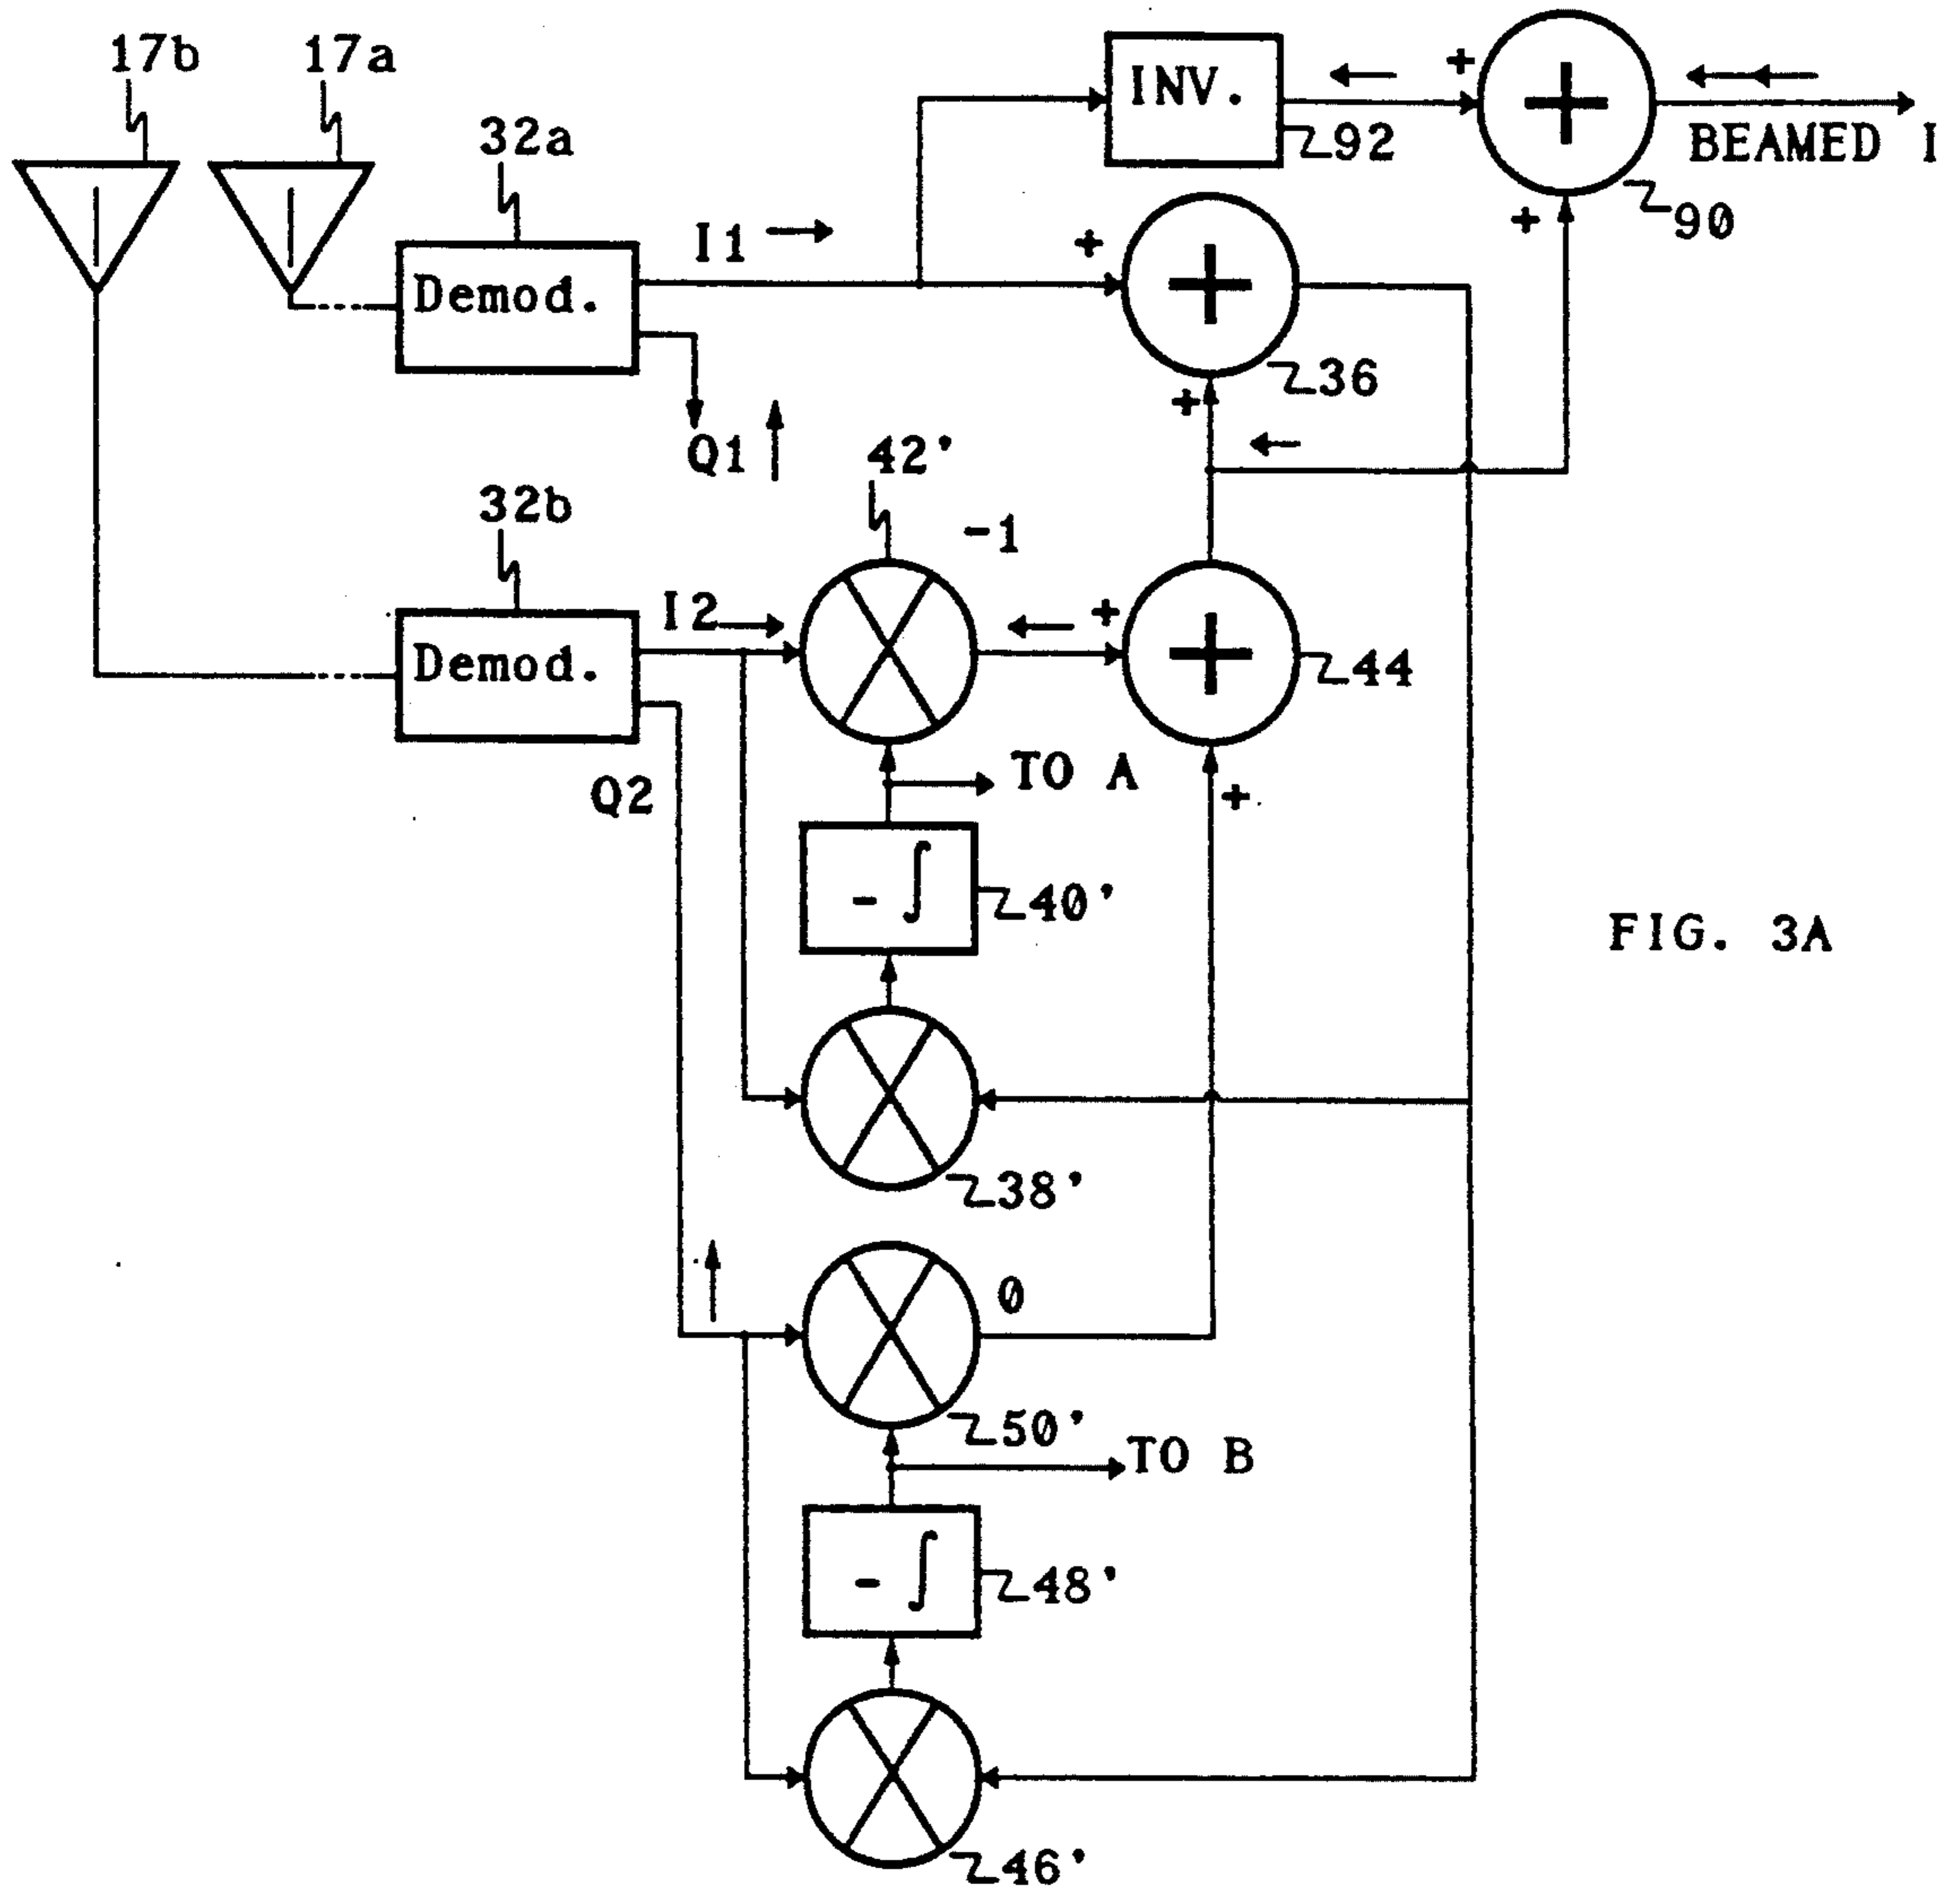 17b
17a
32a
INV.
92
+
BEAMED I
+
90
I1
+
Demod.
36
+
Q1
42'
32b
-1
I2
+
Demod.
44
TO A
Q2
+
- ∫
40'
FIG. 3A
38'
0
50'
TO B
- ∫
48'
46'